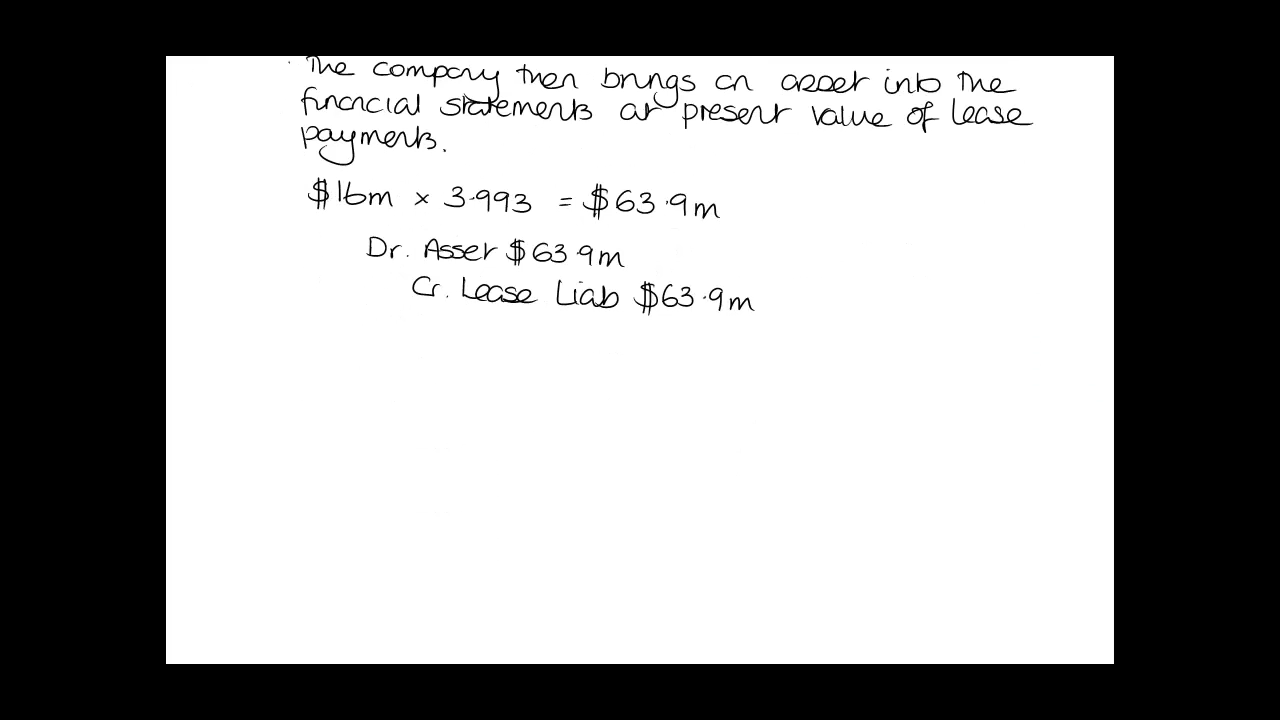 The company then brings an asset into the
financial statements at present value of lease
payments.
$16m × 3.993 = $63.9m
Dr. Asset $63.9m
Cr. Lease Liab $63.9m